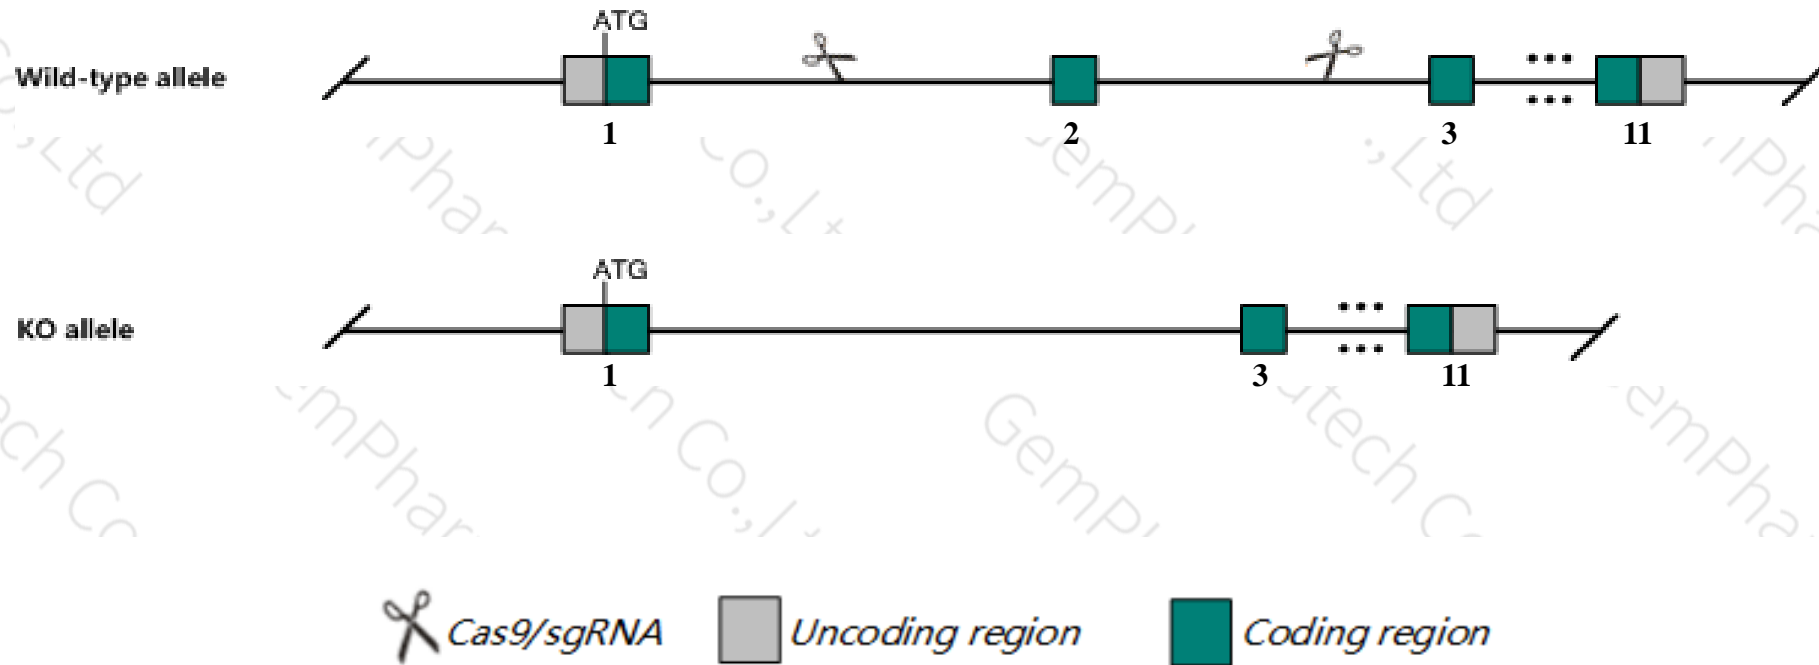 ATG
Wild-type allele
1 2 3 11
ATG
KO allele
1 3 11
Cas9/sgRNA Uncoding region Coding region